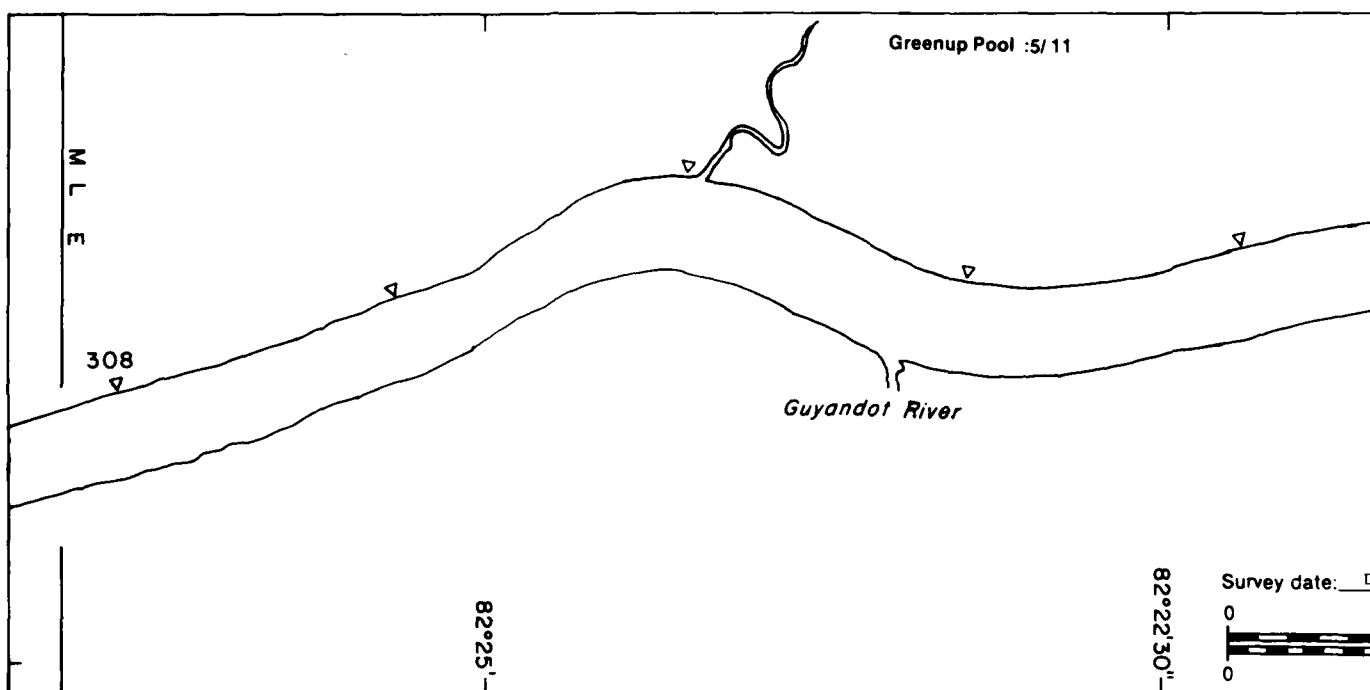 Greenup Pool :5/11
M L E
308
Guyandot River
82°25'
82°22'30"
Survey date:
0
0